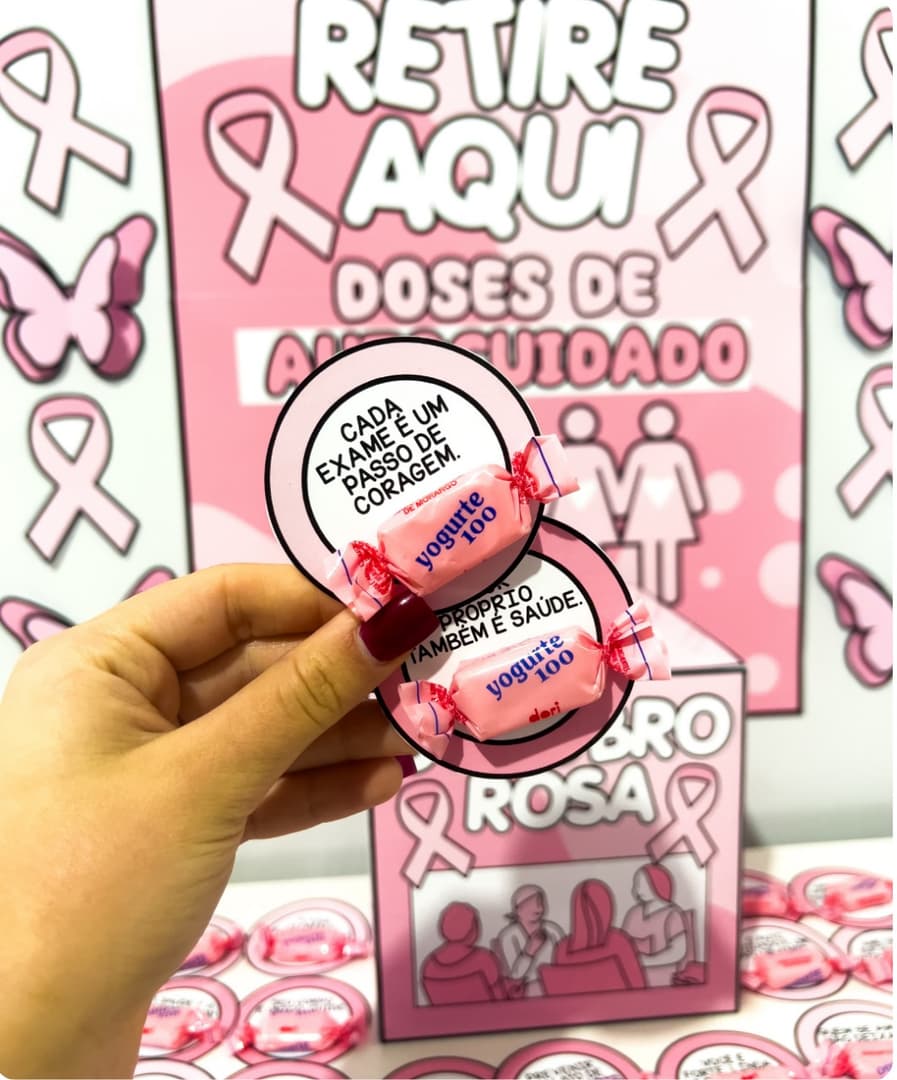 RETIRE
AQUI
DOSES DE
AUTOCUIDADO
CADA
EXAME É UM
PASSO DE
CORAGEM.
DE MORANGO
yogurte
100
PRÓPRIO
TAMBÉM É SAÚDE.
yogurte
100
dori
BRO
ROSA